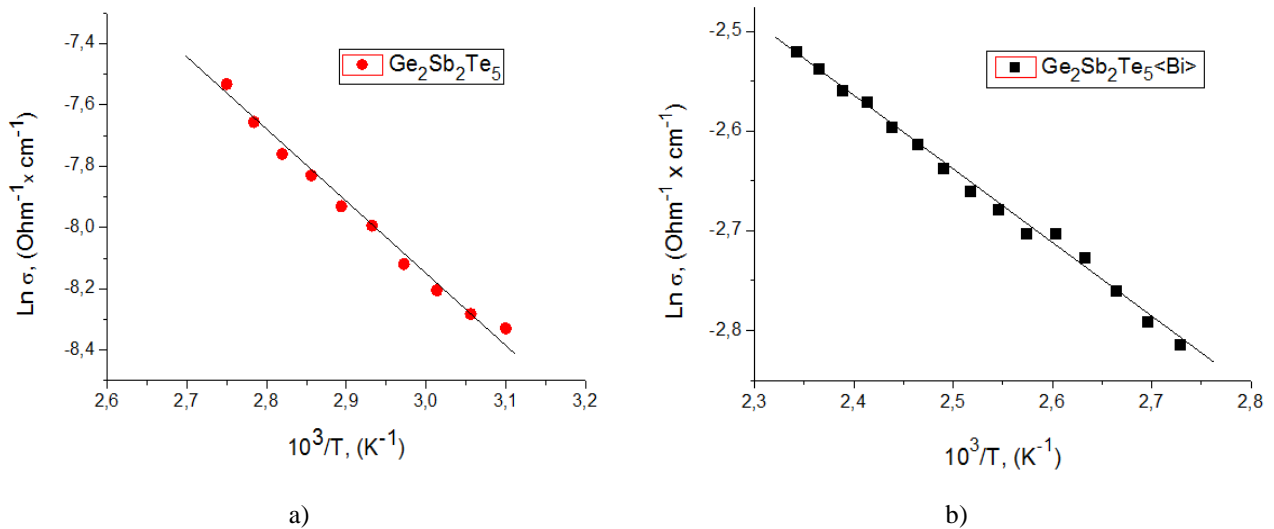 -7,4
-7,6
-7,8
-8,0
-8,2
-8,4
Ln σ, (Ohm⁻¹ x cm⁻¹)
Ge₂Sb₂Te₅
2,6 2,7 2,8 2,9 3,0 3,1 3,2
10³/T, (K⁻¹)
a)
-2,5
-2,6
-2,7
-2,8
Ln σ, (Ohm⁻¹ x cm⁻¹)
Ge₂Sb₂Te₅<Bi>
2,3 2,4 2,5 2,6 2,7 2,8
10³/T, (K⁻¹)
b)